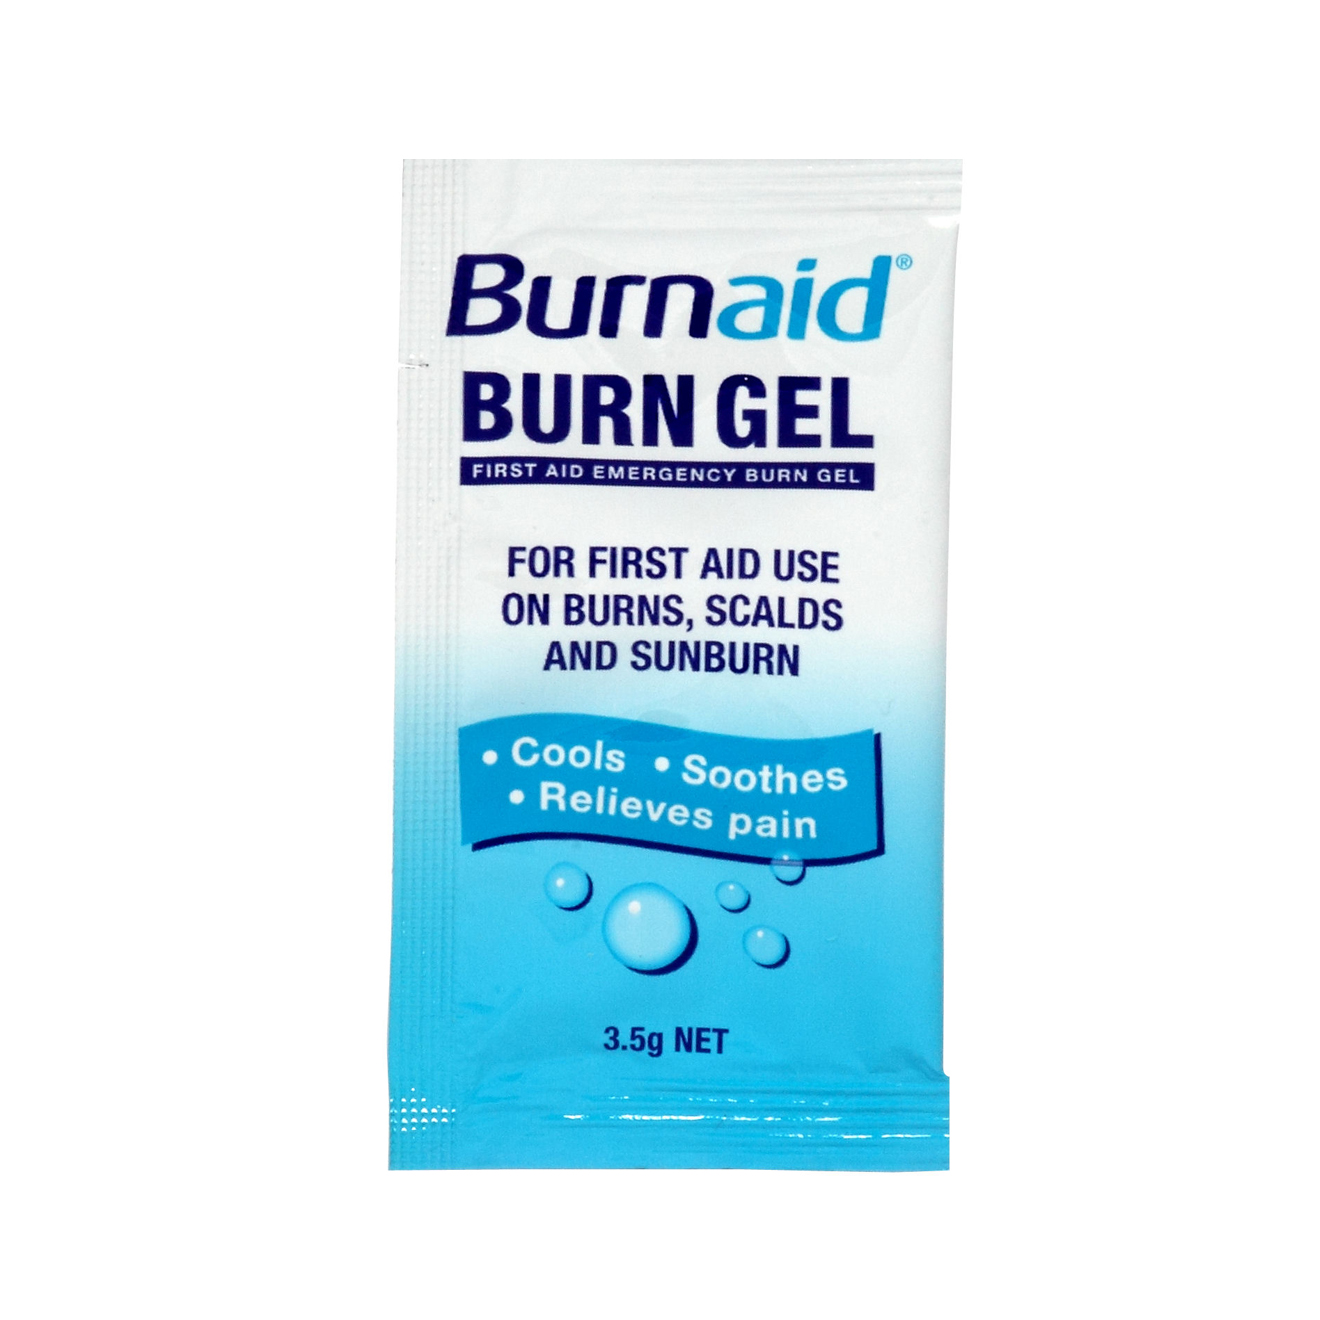 Burnaid®
BURN GEL
FIRST AID EMERGENCY BURN GEL
FOR FIRST AID USE
ON BURNS, SCALDS
AND SUNBURN
• Cools • Soothes
• Relieves pain
3.5g NET